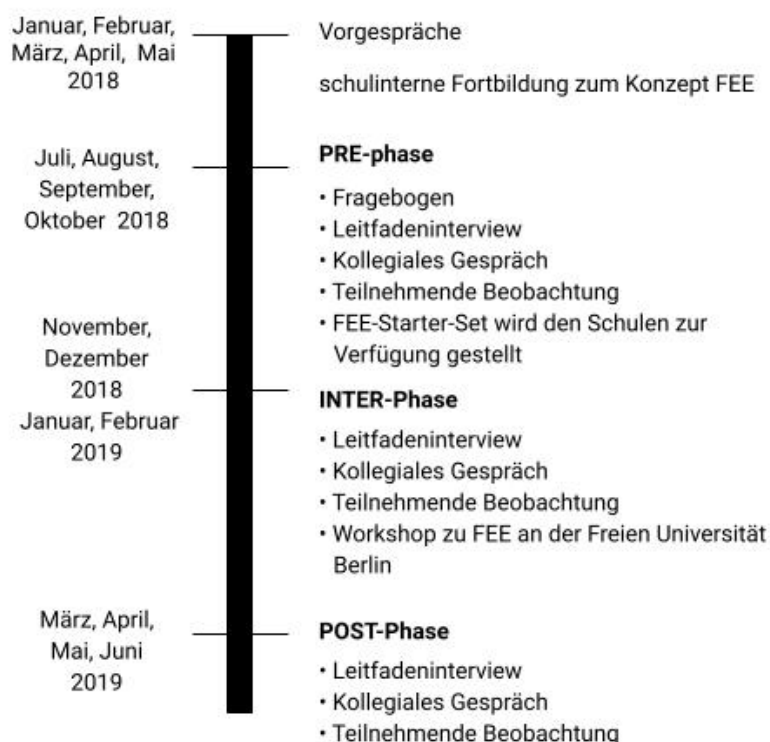 Januar, Februar,
März, April, Mai
2018
Vorgespräche
schulinterne Fortbildung zum Konzept FEE
Juli, August,
September,
Oktober 2018
PRE-phase
• Fragebogen
• Leitfadeninterview
• Kollegiales Gespräch
• Teilnehmende Beobachtung
• FEE-Starter-Set wird den Schulen zur
Verfügung gestellt
November,
Dezember
2018
Januar, Februar
2019
INTER-Phase
• Leitfadeninterview
• Kollegiales Gespräch
• Teilnehmende Beobachtung
• Workshop zu FEE an der Freien Universität
Berlin
März, April,
Mai, Juni
2019
POST-Phase
• Leitfadeninterview
• Kollegiales Gespräch
• Teilnehmende Beobachtung